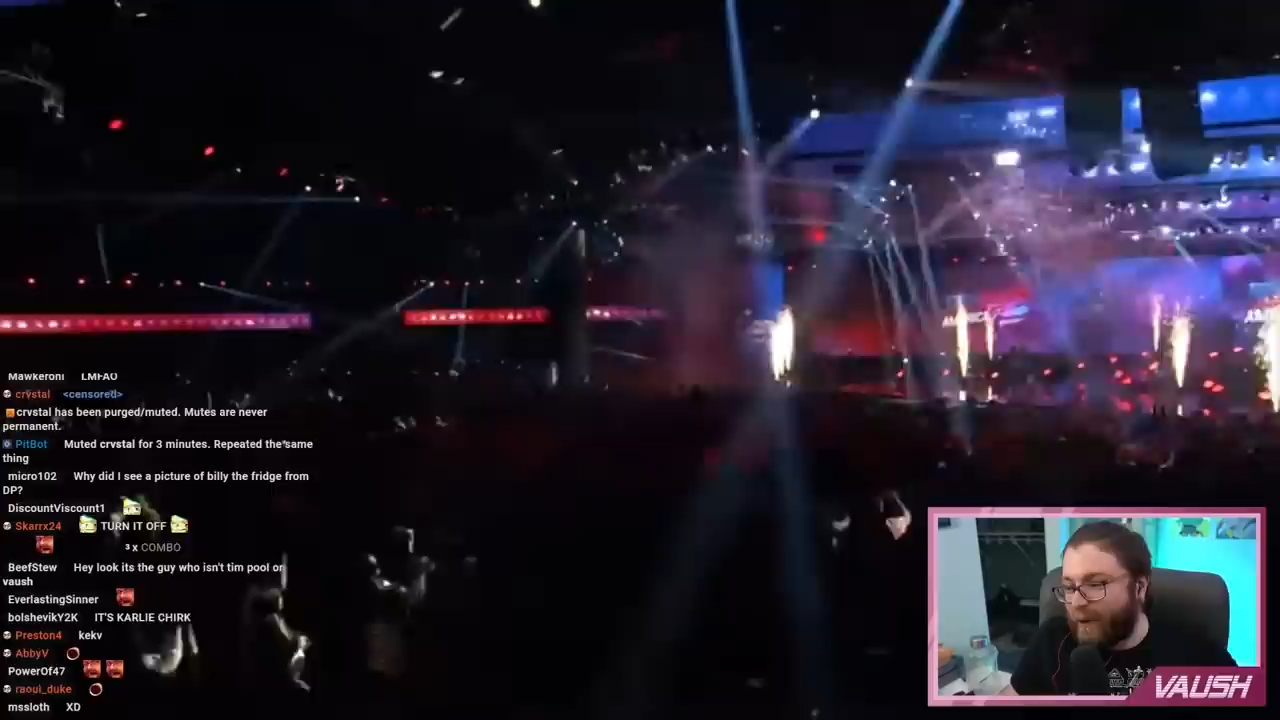 Mawkeroni LMFAO
crystal <censored>
crystal has been purged/muted. Mutes are never
permanent.
PitBot Muted crystal for 3 minutes. Repeated the same
thing
micro102 Why did I see a picture of billy the fridge from
DP?
DiscountViscount1
Skarrx24 TURN IT OFF
3 x COMBO
BeefStew Hey look its the guy who isn't tim pool or
vaush
EverlastingSinner
bolshevikY2K IT'S KARLIE CHIRK
Preston4 kekv
AbbyV
PowerOf47
raoul_duke
mssloth XD
VAUSH